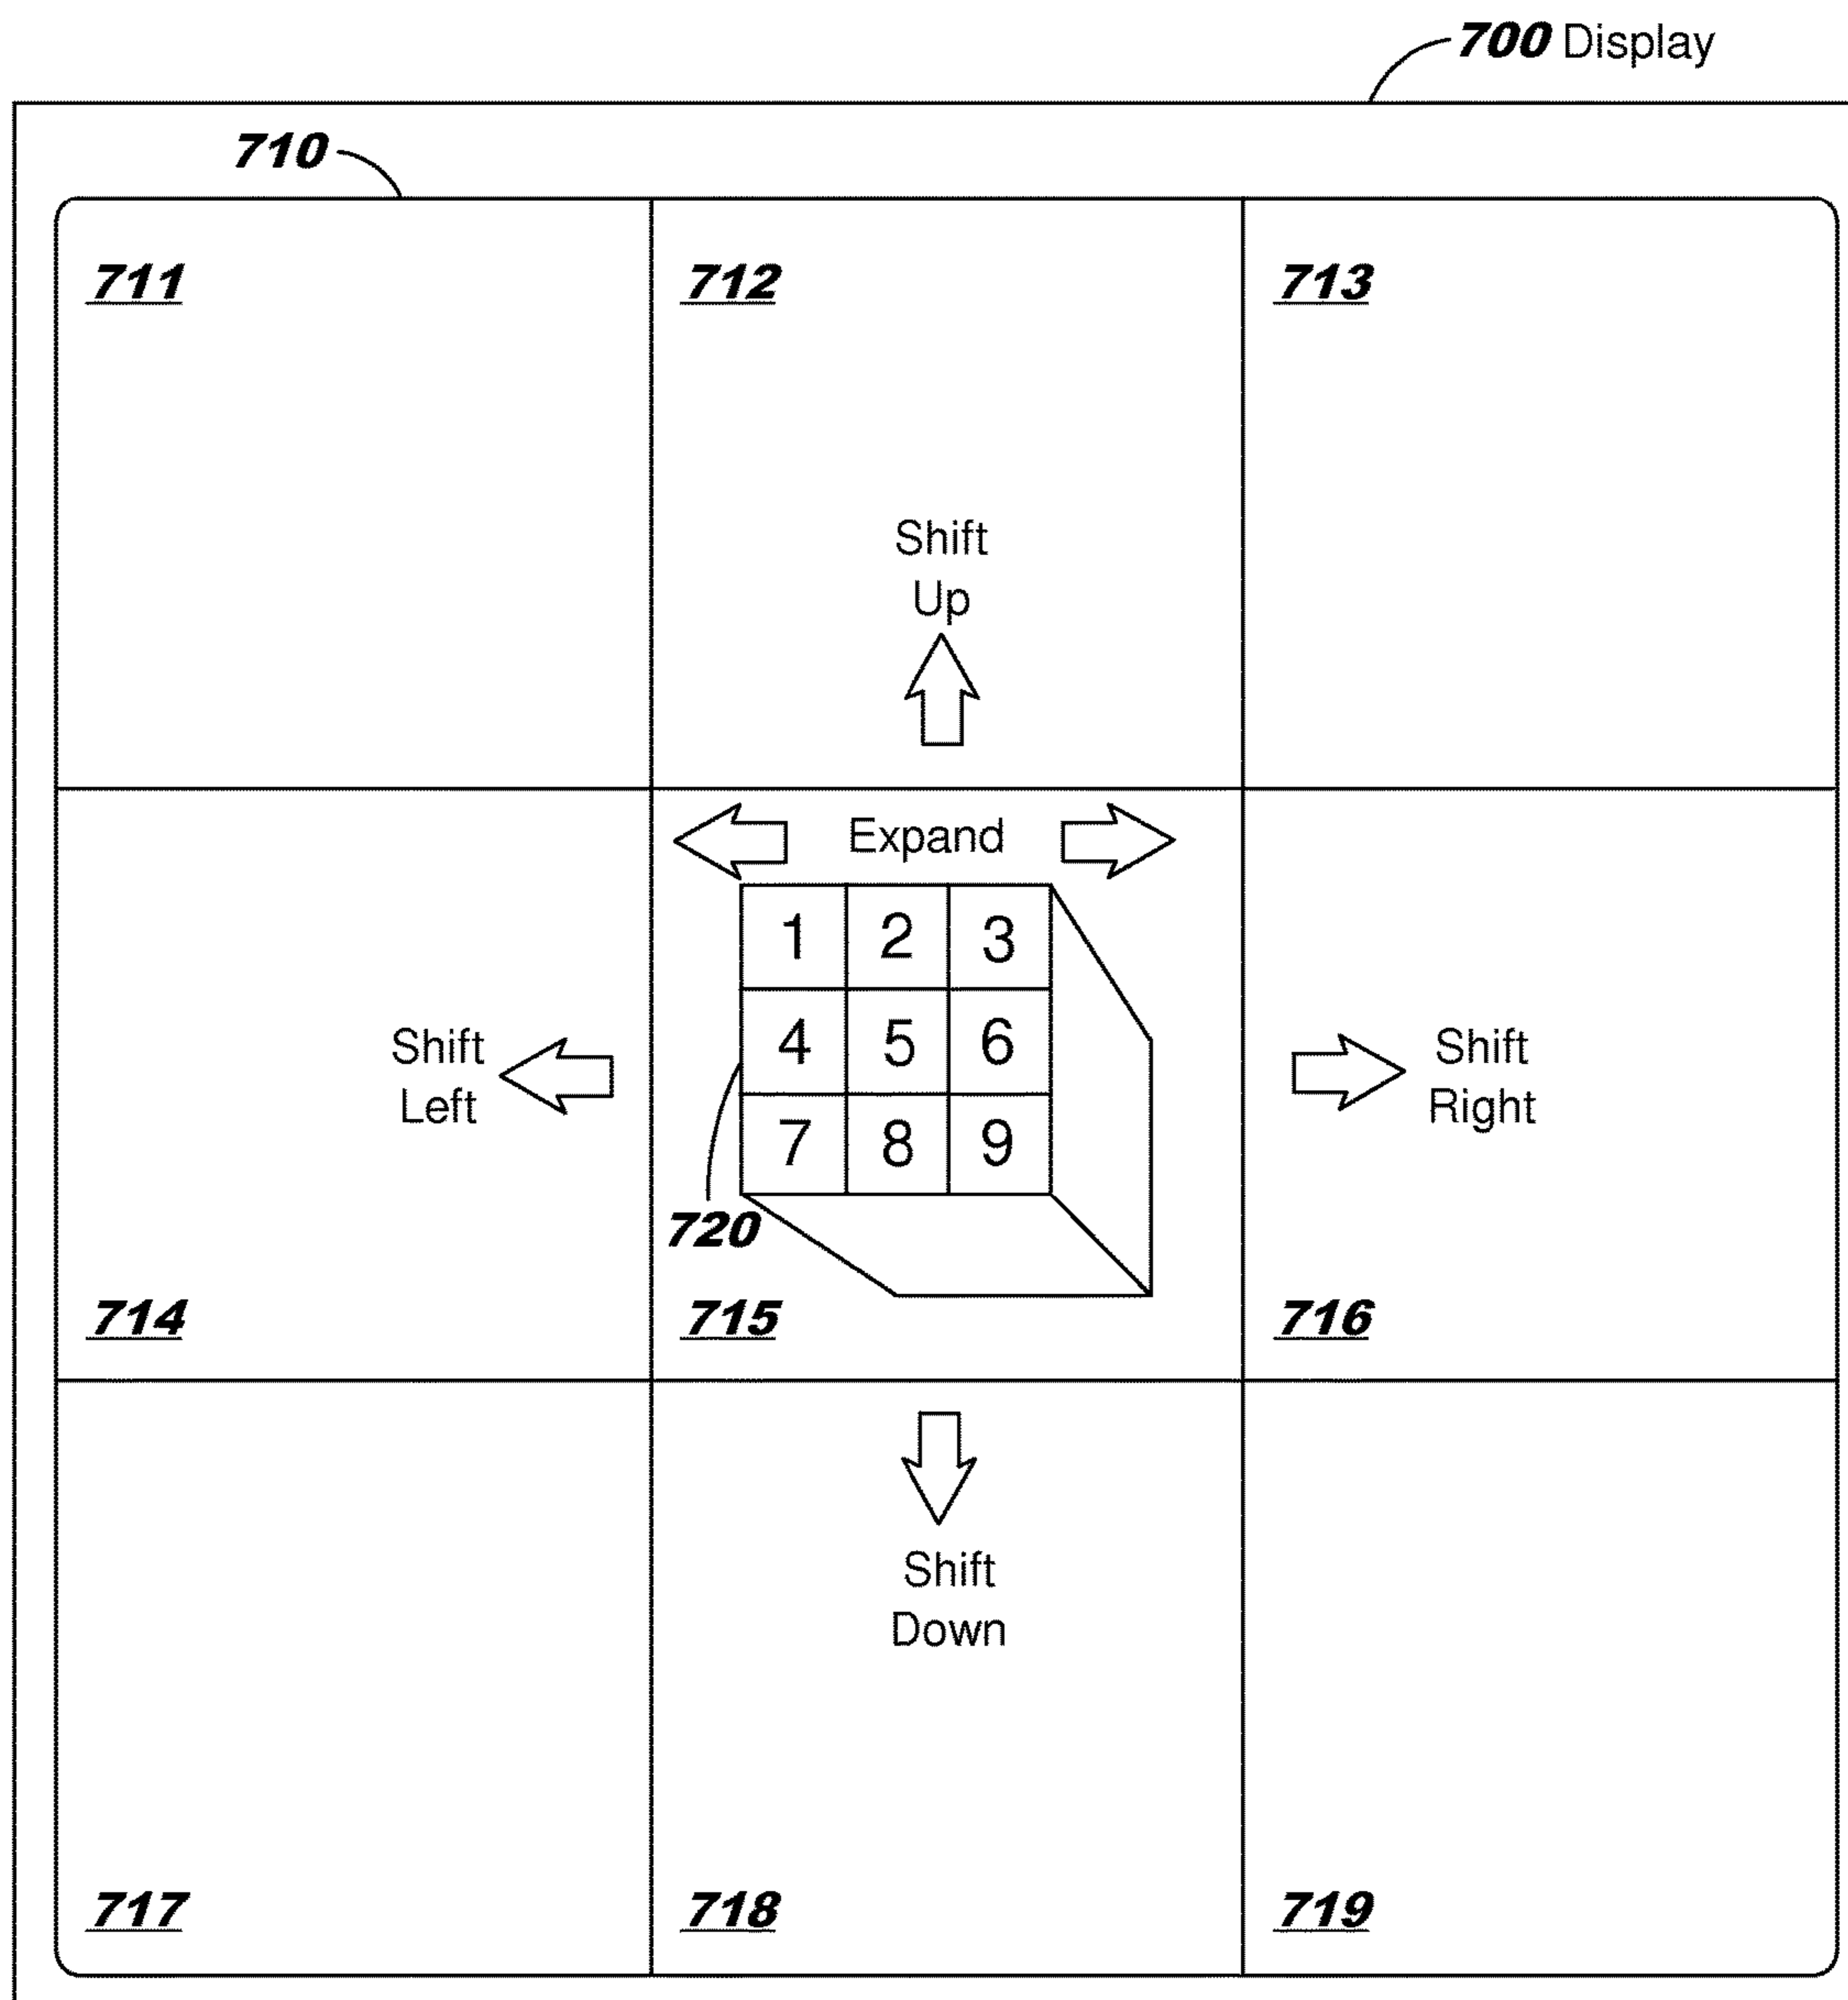 700 Display
710
711 712 713
Shift
Up
Expand
1 2 3
Shift
Left
4 5 6
Shift
Right
7 8 9
720
714 715 716
Shift
Down
717 718 719